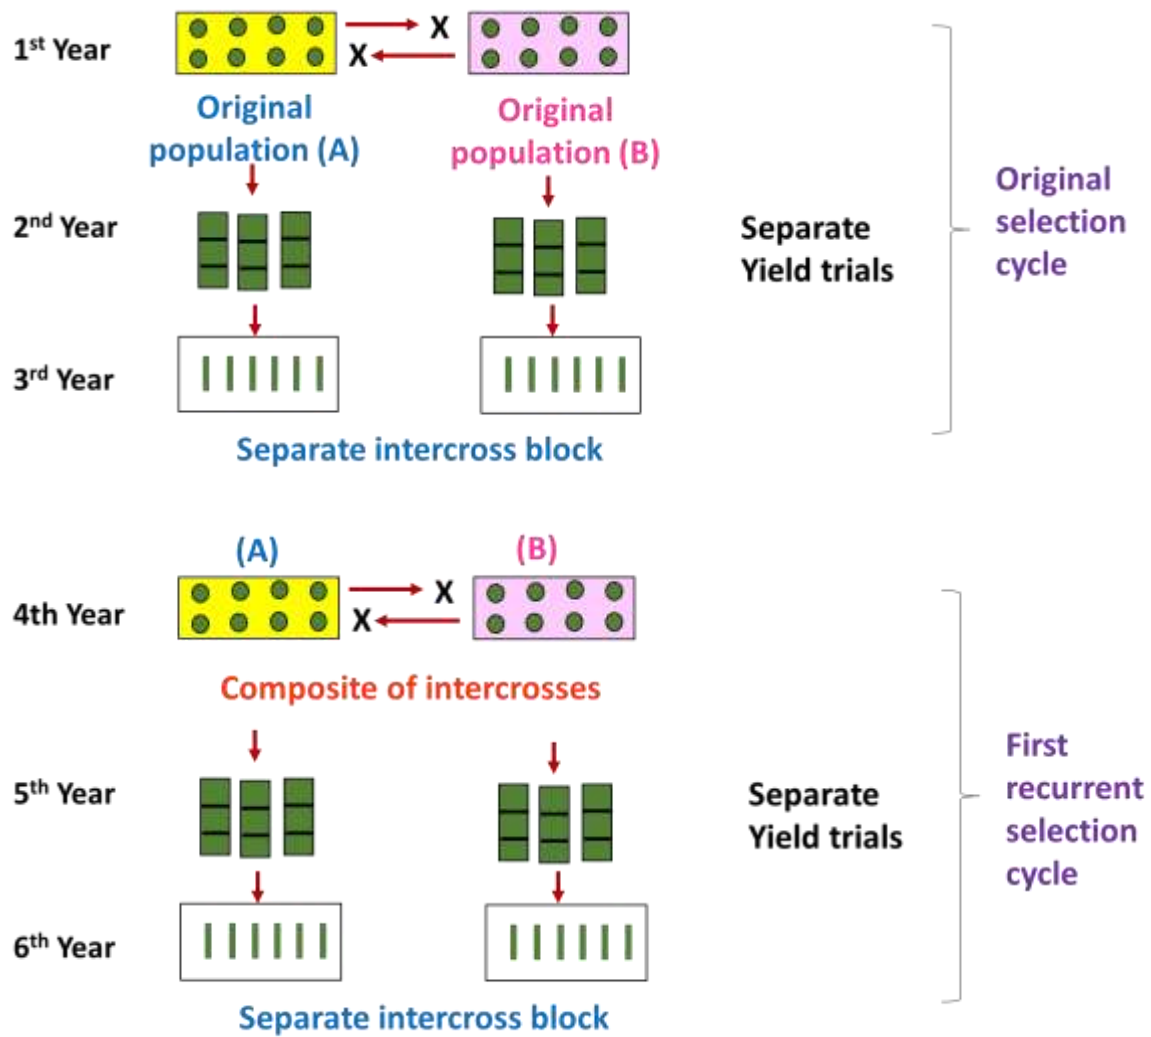 1st Year
X
X
Original
population (A)
Original
population (B)
2nd Year
Separate
Yield trials
Original
selection
cycle
3rd Year
Separate intercross block
(A)
(B)
4th Year
X
X
Composite of intercrosses
5th Year
Separate
Yield trials
First
recurrent
selection
cycle
6th Year
Separate intercross block